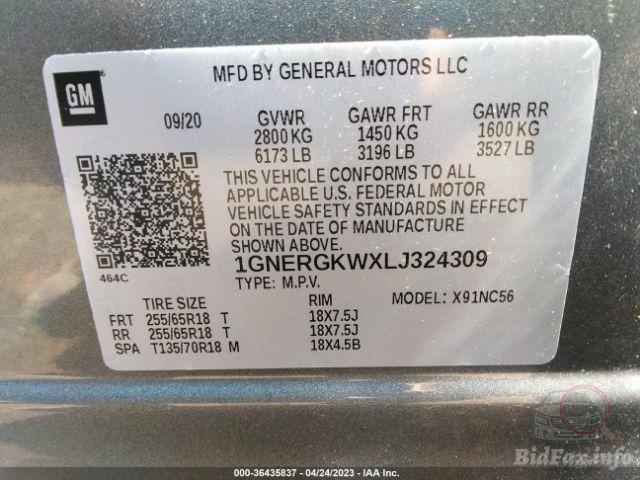 GM
MFD BY GENERAL MOTORS LLC
09/20 GVWR GAWR FRT GAWR RR
2800 KG 1450 KG 1600 KG
6173 LB 3196 LB 3527 LB
THIS VEHICLE CONFORMS TO ALL
APPLICABLE U.S. FEDERAL MOTOR
VEHICLE SAFETY STANDARDS IN EFFECT
ON THE DATE OF MANUFACTURE
SHOWN ABOVE.
464C
1GNERGKWXLJ324309
TYPE: M.P.V. MODEL: X91NC56
TIRE SIZE RIM
FRT 255/65R18 T 18X7.5J
RR 255/65R18 T 18X7.5J
SPA T135/70R18 M 18X4.5B
BidFax.info
000-36435837 - 04/24/2023 - IAA Inc.